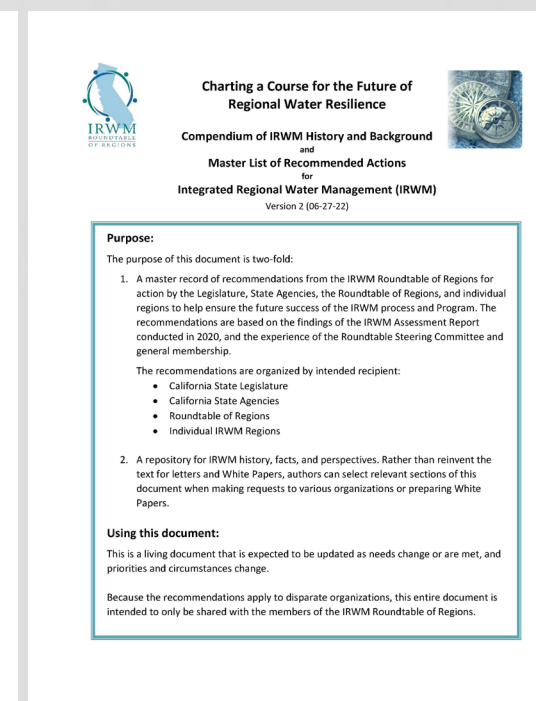 IRWM
ROUNDTABLE
OF REGIONS
Charting a Course for the Future of
Regional Water Resilience
Compendium of IRWM History and Background
and
Master List of Recommended Actions
for
Integrated Regional Water Management (IRWM)
Version 2 (06-27-22)
Purpose:
The purpose of this document is two-fold:
1. A master record of recommendations from the IRWM Roundtable of Regions for
action by the Legislature, State Agencies, the Roundtable of Regions, and individual
regions to help ensure the future success of the IRWM process and Program. The
recommendations are based on the findings of the IRWM Assessment Report
conducted in 2020, and the experience of the Roundtable Steering Committee and
general membership.
The recommendations are organized by intended recipient:
• California State Legislature
• California State Agencies
• Roundtable of Regions
• Individual IRWM Regions
2. A repository for IRWM history, facts, and perspectives. Rather than reinvent the
text for letters and White Papers, authors can select relevant sections of this
document when making requests to various organizations or preparing White
Papers.
Using this document:
This is a living document that is expected to be updated as needs change or are met, and
priorities and circumstances change.
Because the recommendations apply to disparate organizations, this entire document is
intended to only be shared with the members of the IRWM Roundtable of Regions.